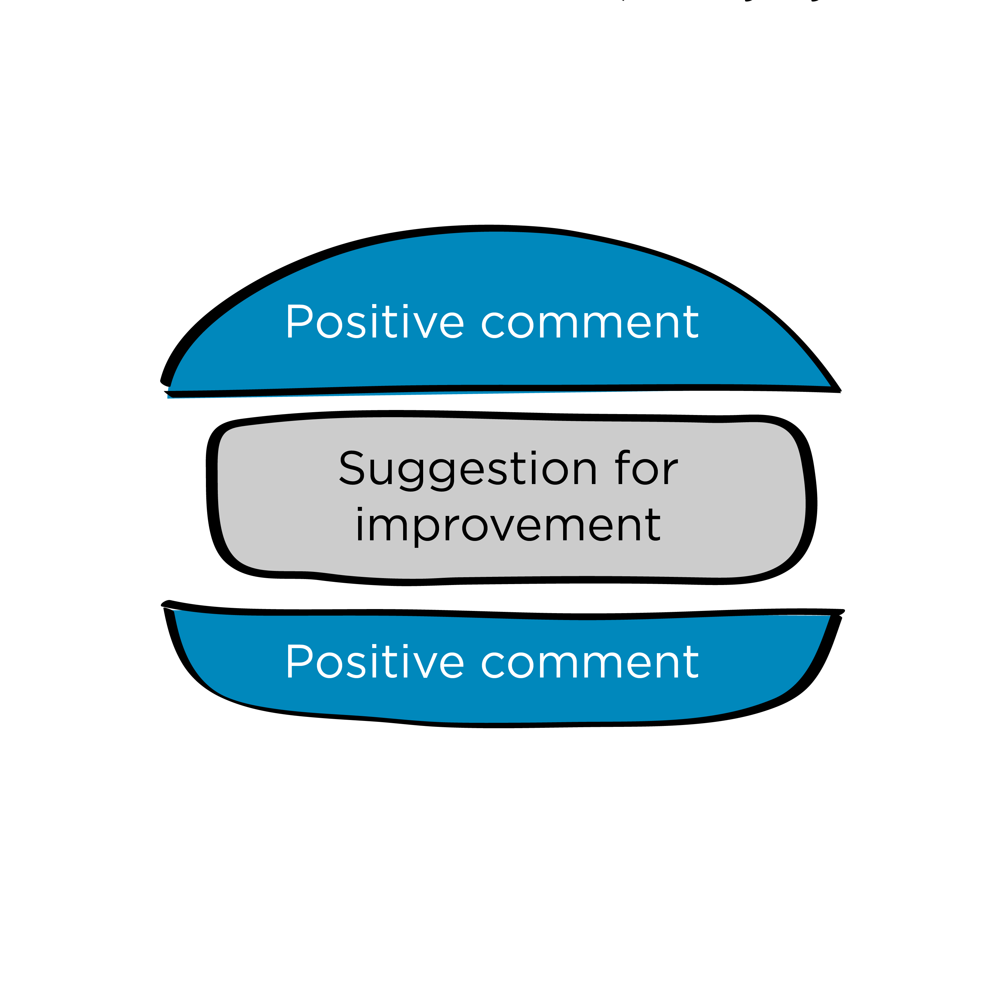 Positive comment
Suggestion for
improvement
Positive comment